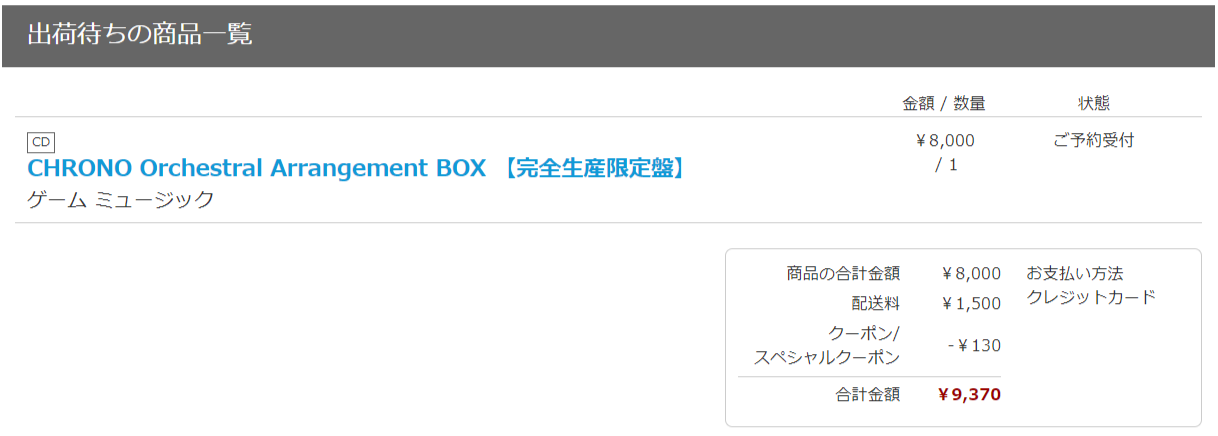 出荷待ちの商品一覧
金額 / 数量 状態
CD ¥8,000 ご予約受付
CHRONO Orchestral Arrangement BOX 【完全生産限定盤】 / 1
ゲーム ミュージック
商品の合計金額 ¥8,000 お支払い方法
配送料 ¥1,500 クレジットカード
クーポン/
スペシャルクーポン -¥130
合計金額 ¥9,370